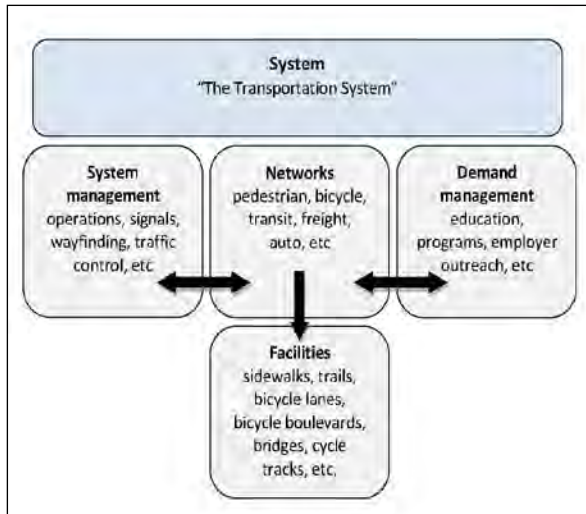 System
"The Transportation System"
System
management
operations, signals,
wayfinding, traffic
control, etc
Networks
pedestrian, bicycle,
transit, freight,
auto, etc
Demand
management
education,
programs, employer
outreach, etc
Facilities
sidewalks, trails,
bicycle lanes,
bicycle boulevards,
bridges, cycle
tracks, etc.